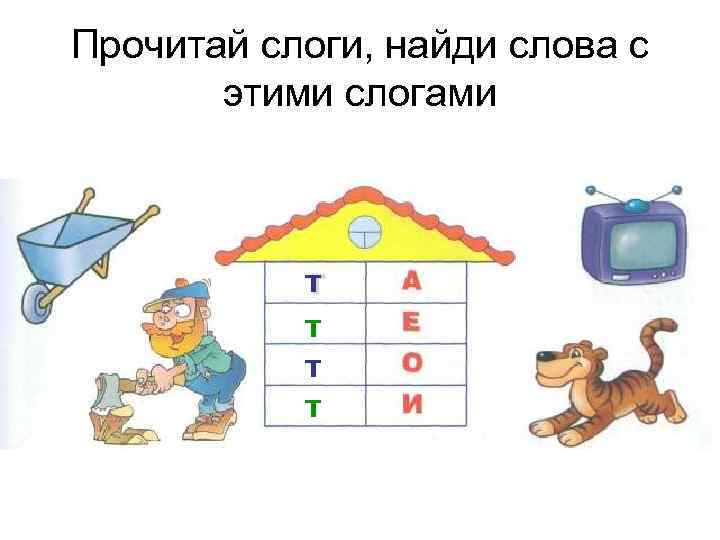 Прочитай слоги, найди слова с
этими слогами
т А
т Е
т О
т И